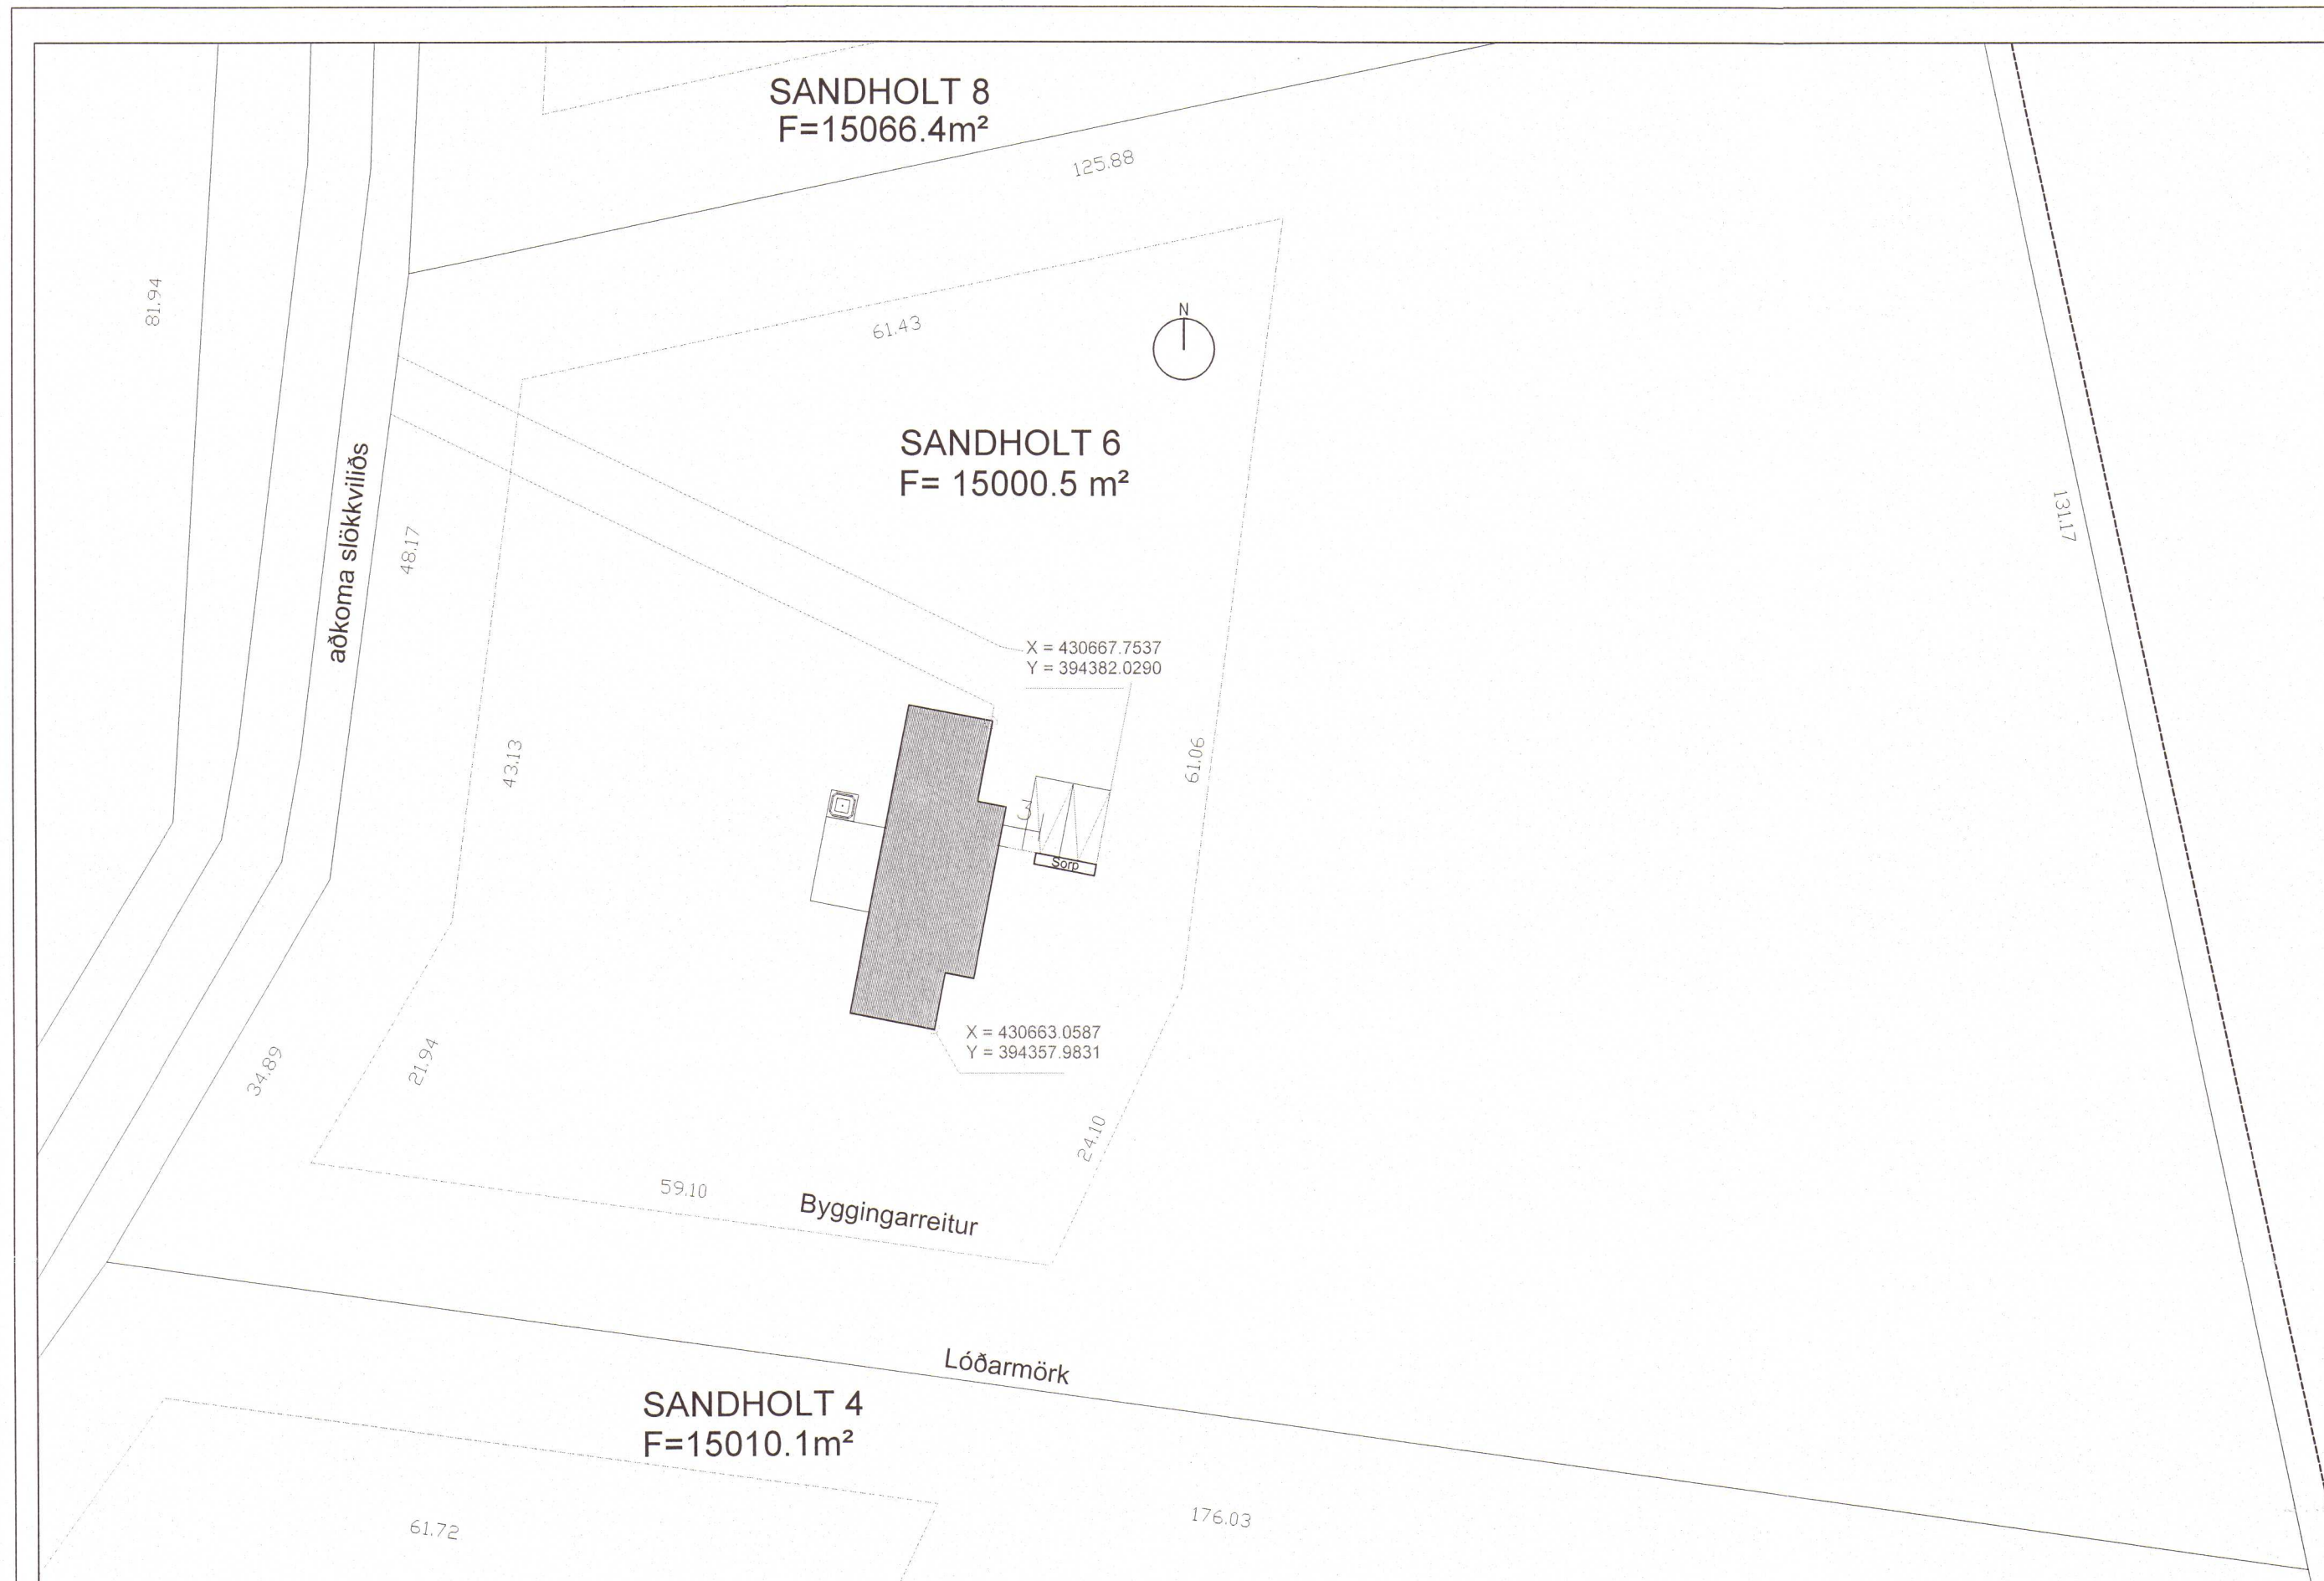 SANDHOLT 8
F=15066.4m²
125.88
81.94
61.43
N
SANDHOLT 6
F= 15000.5 m²
aðkoma slökkviliðs
48.17
131.17
X = 430667.7537
Y = 394382.0290
43.13
61.06
3
Sorp
X = 430663.0587
Y = 394357.9831
34.89
21.94
24.10
59.10
Byggingarreitur
Lóðarmörk
SANDHOLT 4
F=15010.1m²
61.72
176.03